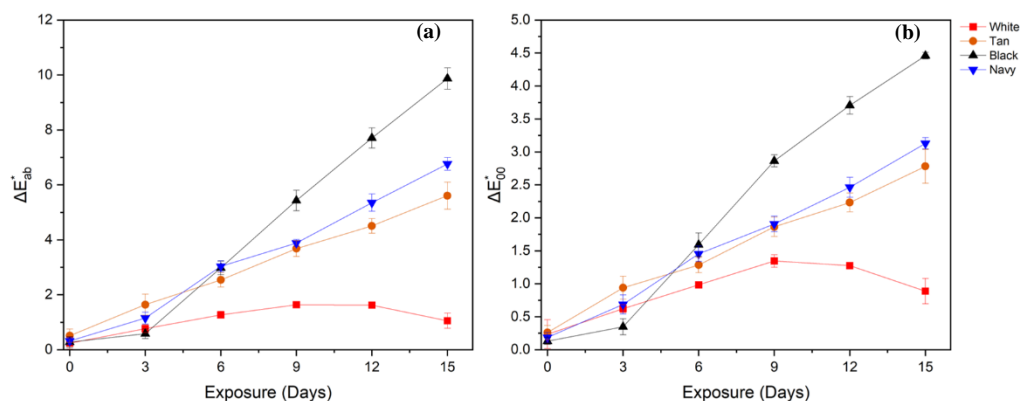 (a)
12
10
8
6
4
2
0
ΔE*ab
0 3 6 9 12 15
Exposure (Days)
(b)
5.0
4.5
4.0
3.5
3.0
2.5
2.0
1.5
1.0
0.5
0.0
ΔE*00
0 3 6 9 12 15
Exposure (Days)
White
Tan
Black
Navy